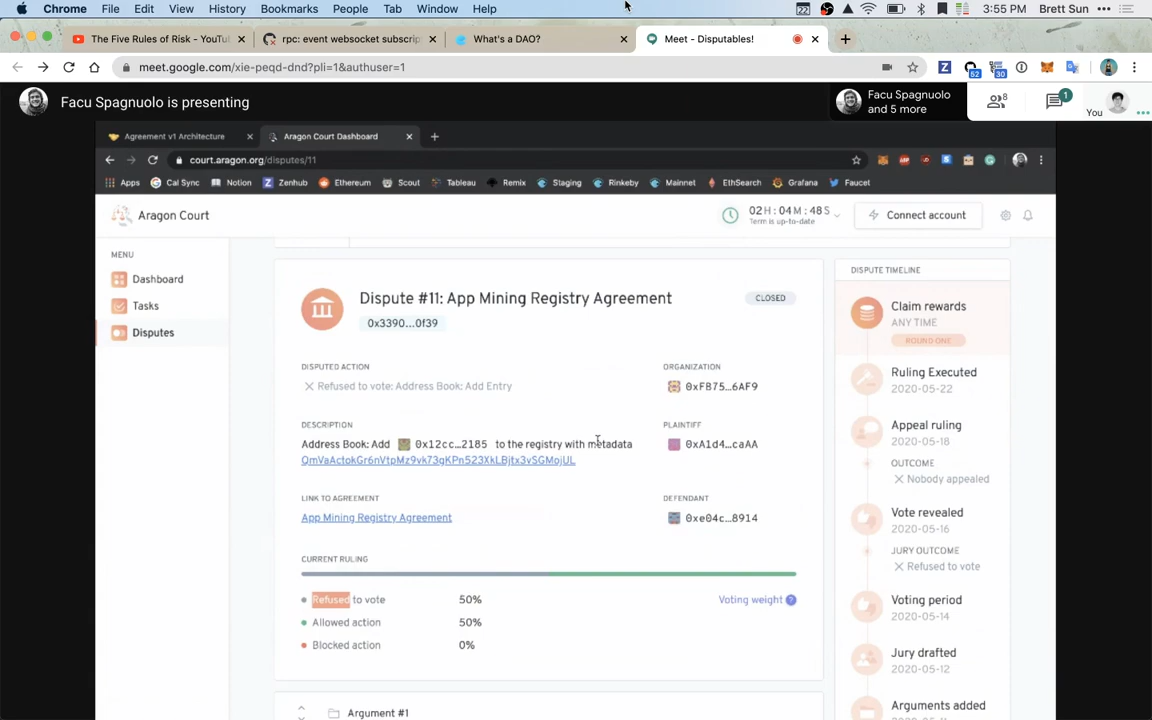 Chrome File Edit View History Bookmarks People Tab Window Help 22 3:55 PM Brett Sun
The Five Rules of Risk - YouTu rpc: event websocket subscrip What's a DAO? Meet - Disputables!
meet.google.com/xie-peqd-dnd?pli=1&authuser=1 Z 52 30
Facu Spagnuolo is presenting
Facu Spagnuolo
and 5 more
8
1
You
Agreement v1 Architecture Aragon Court Dashboard
court.aragon.org/disputes/11
Apps Cal Sync Notion Zenhub Ethereum Scout Tableau Remix Staging Rinkeby Mainnet EthSearch Grafana Faucet
Aragon Court
02H : 04M : 48S
Term is up-to-date
Connect account
MENU
Dashboard
Tasks
Disputes
Dispute #11: App Mining Registry Agreement
CLOSED
0x3390...0f39
DISPUTED ACTION
Refused to vote: Address Book: Add Entry
ORGANIZATION
0xFB75...6AF9
DESCRIPTION
Address Book: Add 0x12cc...2185 to the registry with metadata
QmVaActokGr6nVtpMz9vk73gKPn523XkLBjtx3vSGMojUL
PLAINTIFF
0xA1d4...caAA
LINK TO AGREEMENT
App Mining Registry Agreement
DEFENDANT
0xe04c...8914
CURRENT RULING
Refused to vote 50%
Voting weight ?
Allowed action 50%
Blocked action 0%
Argument #1
DISPUTE TIMELINE
Claim rewards
ANY TIME
ROUND ONE
Ruling Executed
2020-05-22
Appeal ruling
2020-05-18
OUTCOME
Nobody appealed
Vote revealed
2020-05-16
JURY OUTCOME
Refused to vote
Voting period
2020-05-14
Jury drafted
2020-05-12
Arguments added